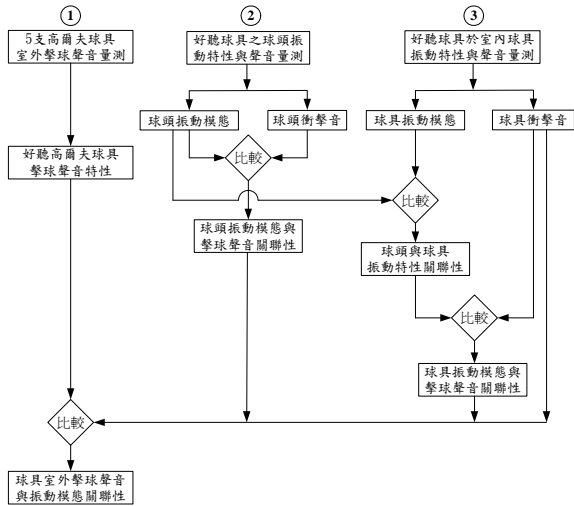 ①
5支高爾夫球具
室外擊球聲音量測
好聽高爾夫球具
擊球聲音特性
比較
球具室外擊球聲音
與振動模態關聯性
②
好聽球具之球頭振
動特性與聲音量測
球頭振動模態
球頭衝擊音
比較
球頭振動模態與
擊球聲音關聯性
③
好聽球具於室內球具
振動特性與聲音量測
球具振動模態
球具衝擊音
比較
球頭與球具
振動特性關聯性
比較
球具振動模態與
擊球聲音關聯性